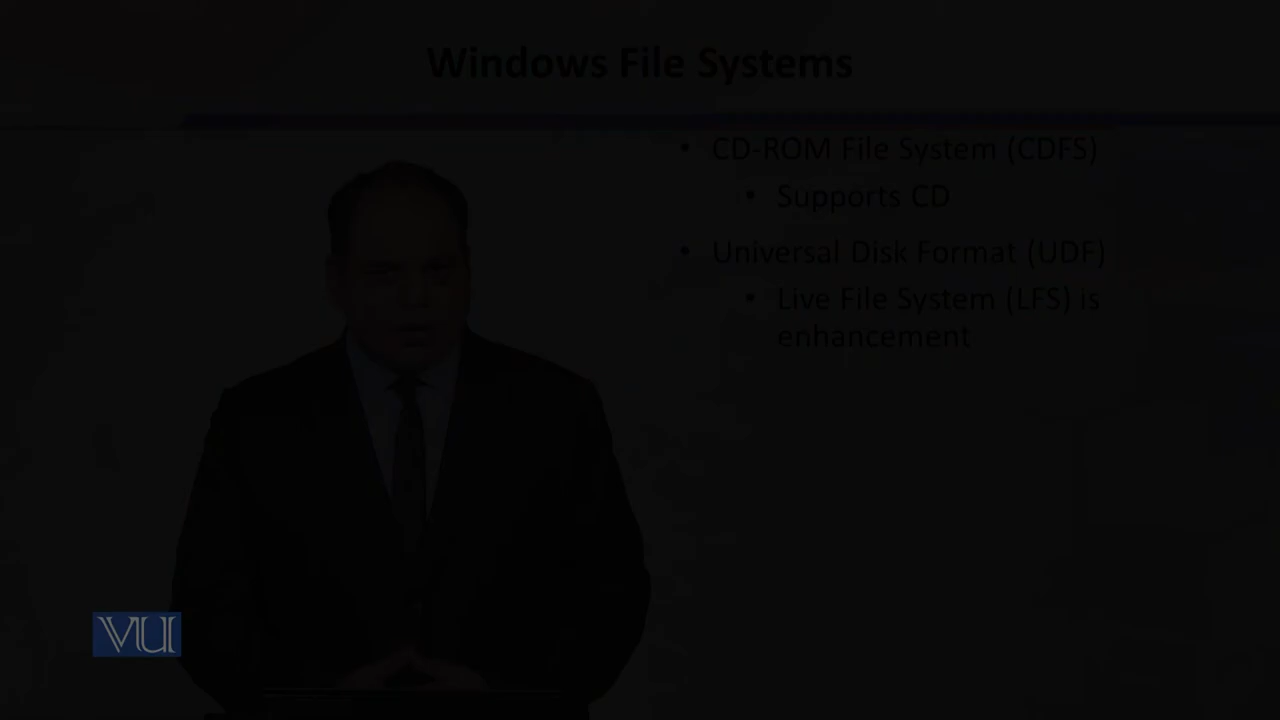 Windows File Systems
• CD-ROM File System (CDFS)
• Supports CD
• Universal Disk Format (UDF)
• Live File System (LFS) is
enhancement
VU